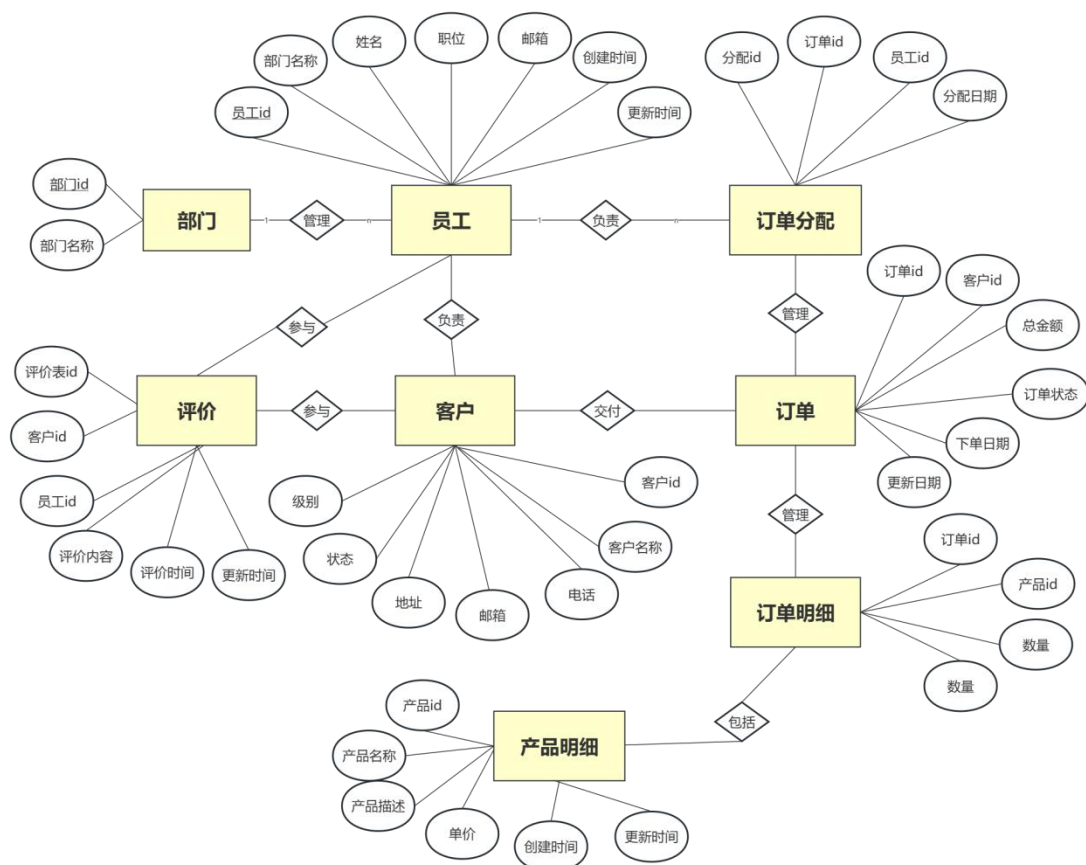 姓名
职位
邮箱
部门名称
创建时间
员工id
更新时间
分配id
订单id
员工id
分配日期
部门id
部门名称
部门
1
管理
n
员工
1
负责
n
订单分配
参与
负责
管理
订单id
客户id
总金额
订单状态
下单日期
更新日期
评价表id
客户id
员工id
评价内容
评价时间
更新时间
评价
参与
客户
交付
订单
级别
状态
地址
邮箱
电话
客户名称
客户id
管理
订单明细
订单id
产品id
数量
数量
包括
产品明细
产品id
产品名称
产品描述
单价
创建时间
更新时间